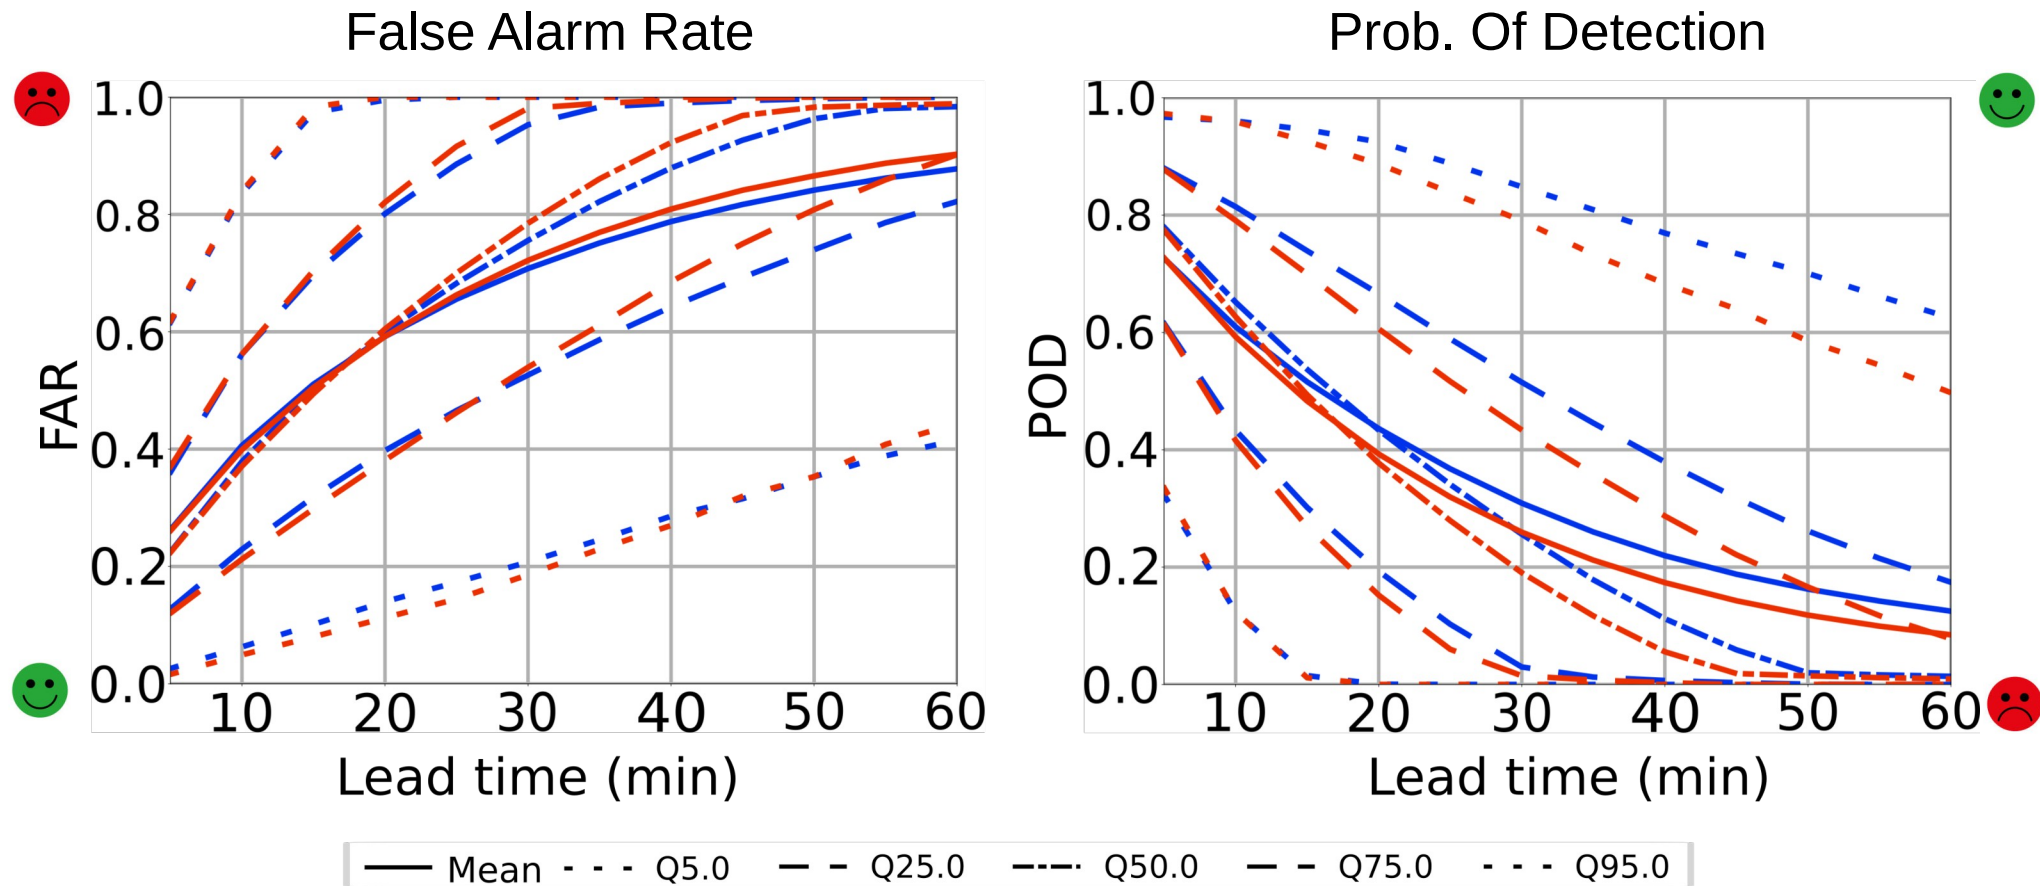 False Alarm Rate
1.0
0.8
0.6
0.4
0.2
0.0
FAR
10 20 30 40 50 60
Lead time (min)
Prob. Of Detection
1.0
0.8
0.6
0.4
0.2
0.0
POD
10 20 30 40 50 60
Lead time (min)
Mean Q5.0 Q25.0 Q50.0 Q75.0 Q95.0